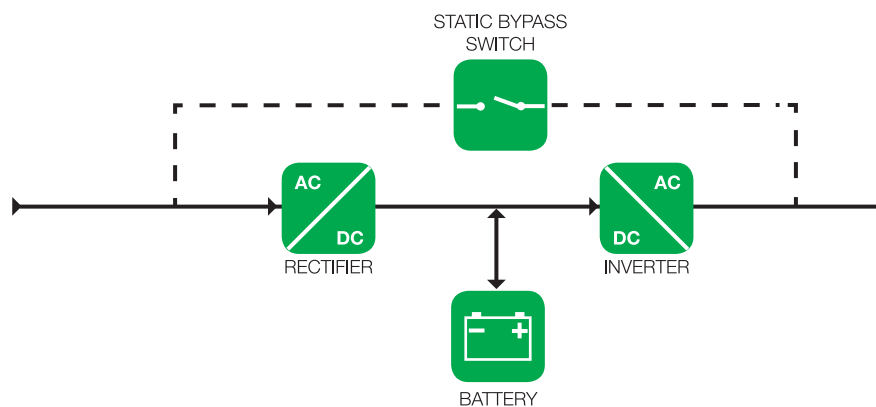 STATIC BYPASS
SWITCH
AC
DC
RECTIFIER
AC
DC
INVERTER
- +
BATTERY